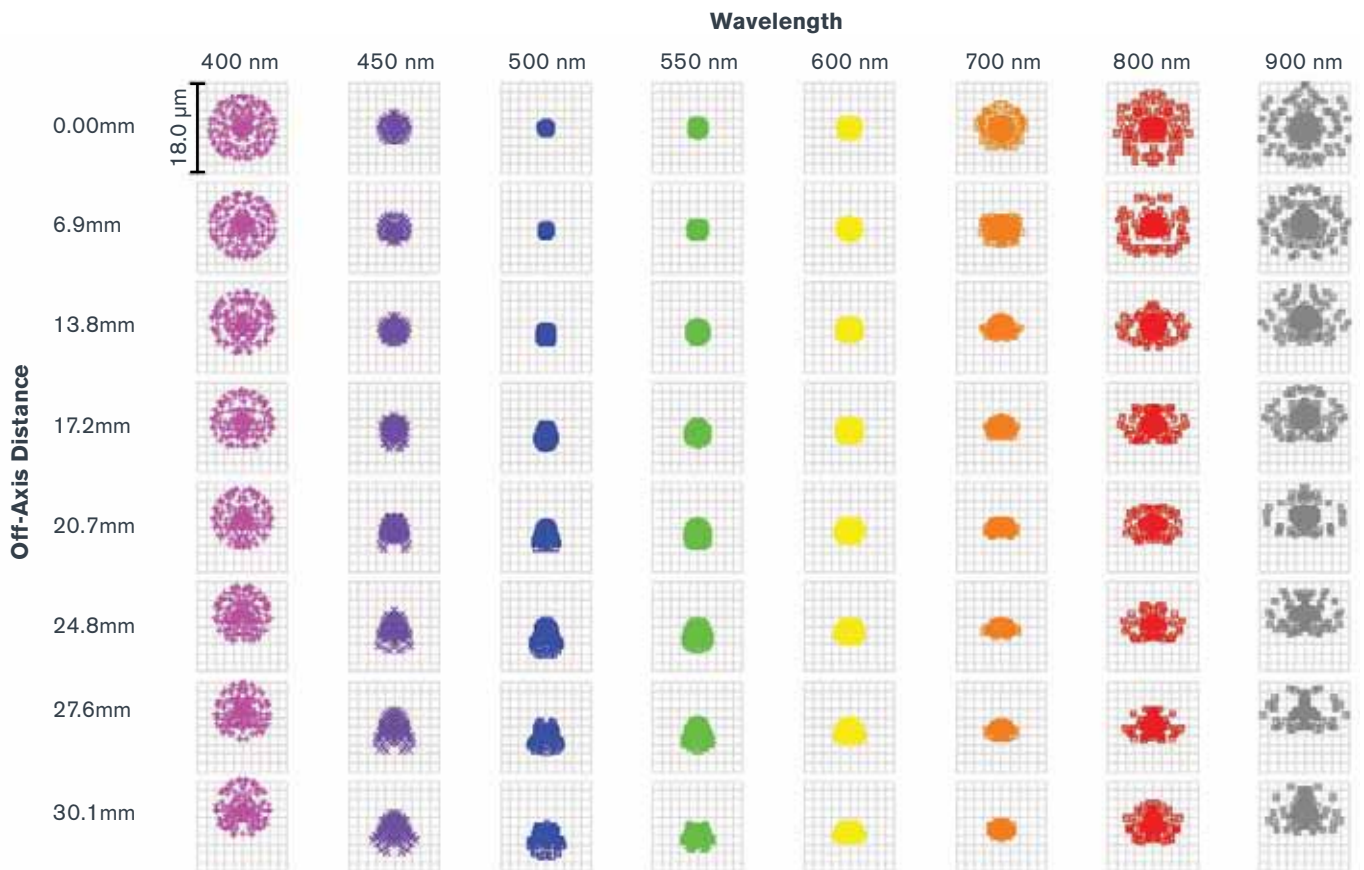 Wavelength
400 nm 450 nm 500 nm 550 nm 600 nm 700 nm 800 nm 900 nm
18.0 µm
Off-Axis Distance
0.00mm
6.9mm
13.8mm
17.2mm
20.7mm
24.8mm
27.6mm
30.1mm